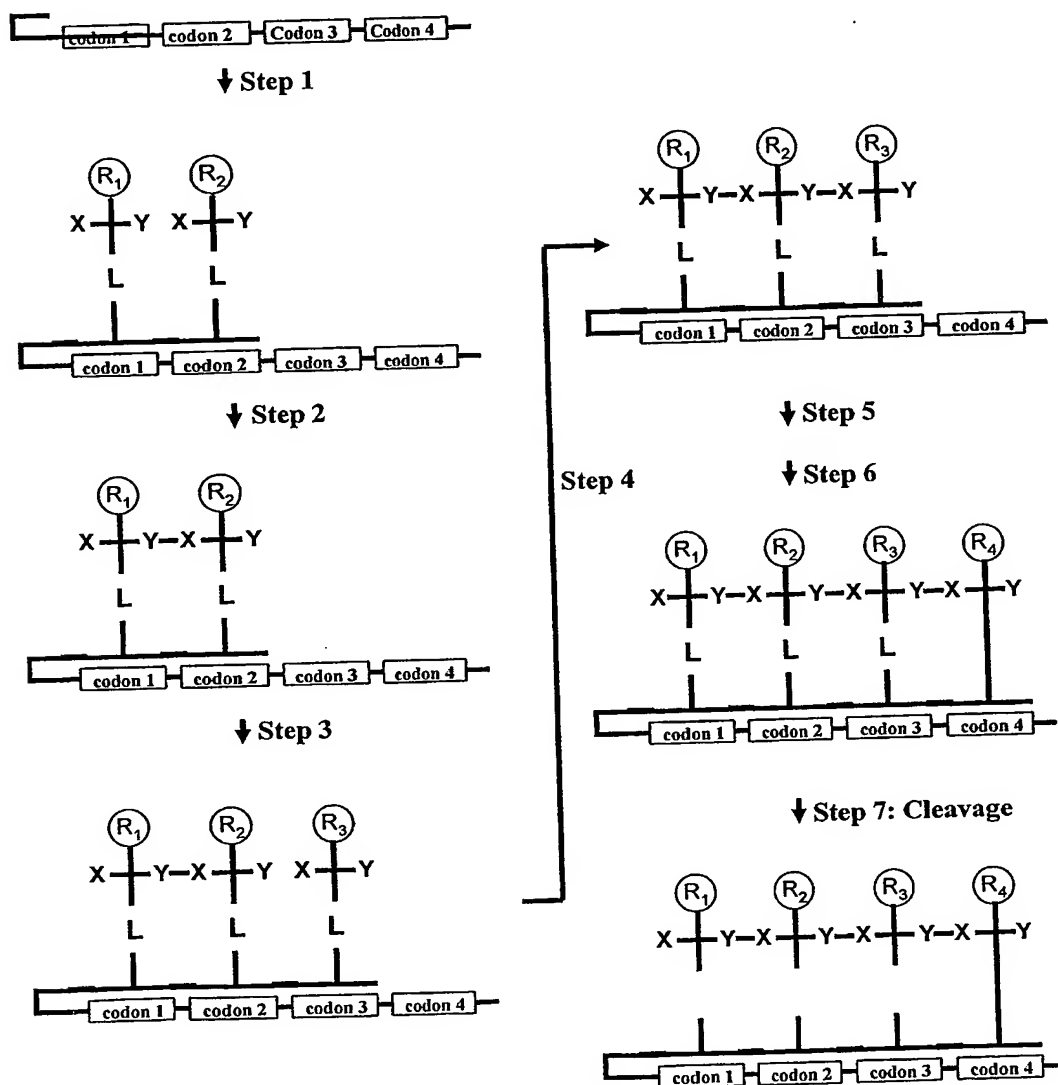 codon 1 codon 2 Codon 3 Codon 4
Step 1
R1 R2
X Y X Y
L L
codon 1 codon 2 codon 3 codon 4
Step 2
R1 R2
X Y–X Y
L L
codon 1 codon 2 codon 3 codon 4
Step 3
R1 R2 R3
X Y–X Y X Y
L L L
codon 1 codon 2 codon 3 codon 4
Step 4
R1 R2 R3
X Y–X Y–X Y
L L L
codon 1 codon 2 codon 3 codon 4
Step 5
Step 6
R1 R2 R3 R4
X Y–X Y–X Y–X Y
L L L
codon 1 codon 2 codon 3 codon 4
Step 7: Cleavage
R1 R2 R3 R4
X Y–X Y–X Y–X Y
codon 1 codon 2 codon 3 codon 4